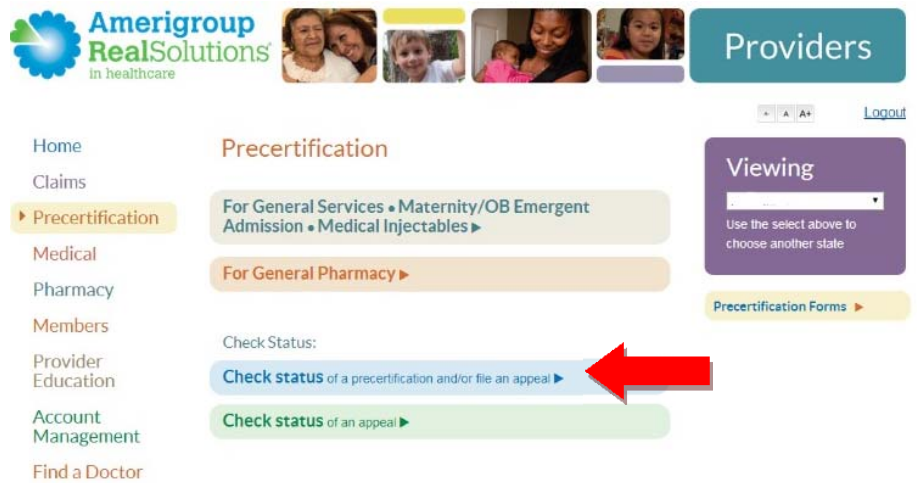 Amerigroup
RealSolutions
in healthcare
Providers
A A+
Logout
Home
Claims
Precertification
Medical
Pharmacy
Members
Provider
Education
Account
Management
Find a Doctor
Precertification
For General Services • Maternity/OB Emergent
Admission • Medical Injectables
For General Pharmacy
Check Status:
Check status of a precertification and/or file an appeal
Check status of an appeal
Viewing
Use the select above to
choose another state
Precertification Forms